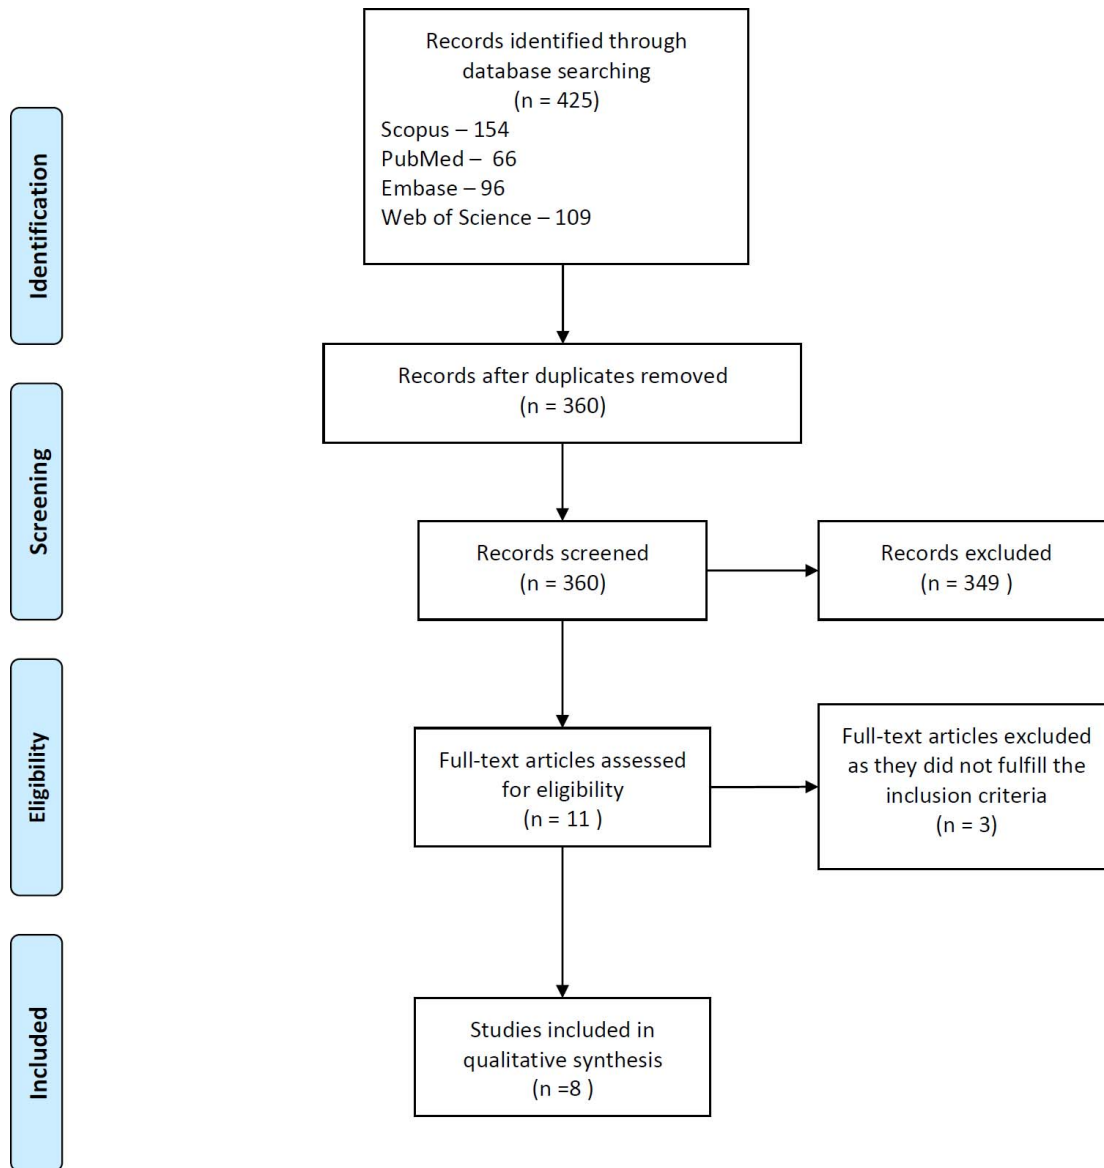 Records identified through
database searching
(n = 425)
Scopus – 154
PubMed –  66
Embase – 96
Web of Science – 109
Identification
Records after duplicates removed
(n = 360)
Screening
Records screened
(n = 360)
Records excluded
(n = 349 )
Eligibility
Full-text articles assessed
for eligibility
(n = 11 )
Full-text articles excluded
as they did not fulfill the
inclusion criteria
(n = 3)
Included
Studies included in
qualitative synthesis
(n =8 )